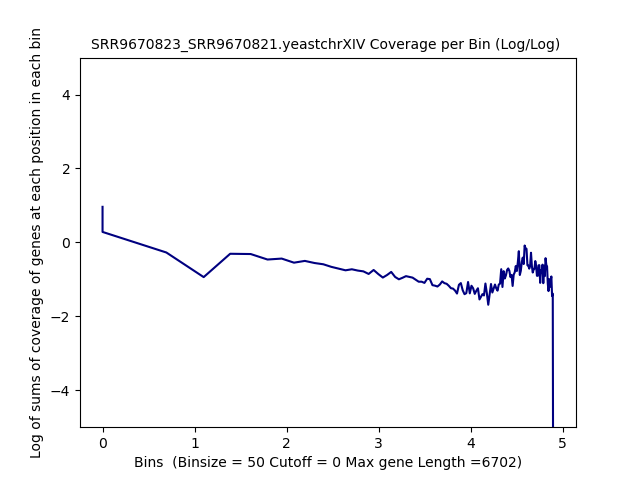 SRR9670823_SRR9670821.yeastchrXIV Coverage per Bin (Log/Log)
Log of sums of coverage of genes at each position in each bin
4
2
0
−2
−4
0 1 2 3 4 5
Bins  (Binsize = 50 Cutoff = 0 Max gene Length =6702)